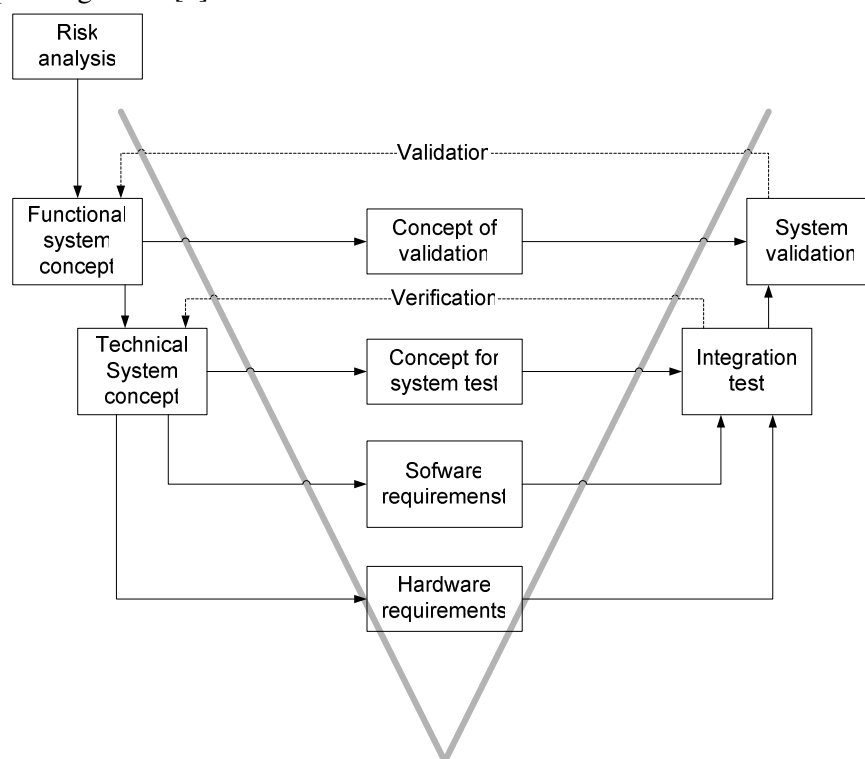 Risk
analysis
Validation
Functional
system
concept
Concept of
validation
System
validation
Verification
Technical
System
concept
Concept for
system test
Integration
test
Sofware
requiremenst
Hardware
requirements